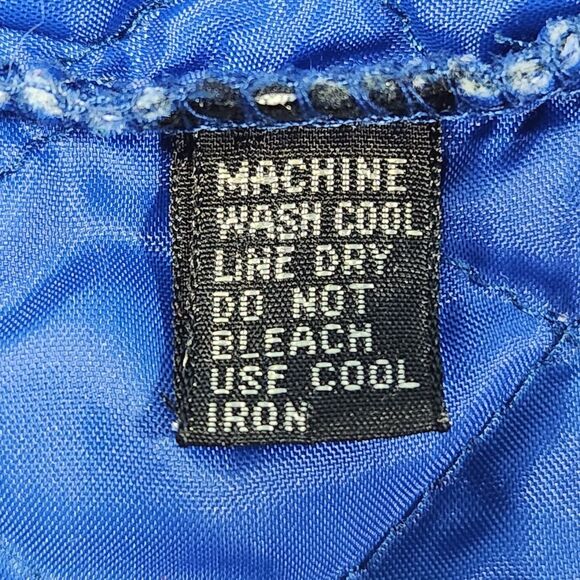 MACHINE
WASH COOL
LINE DRY
DO NOT
BLEACH
USE COOL
IRON